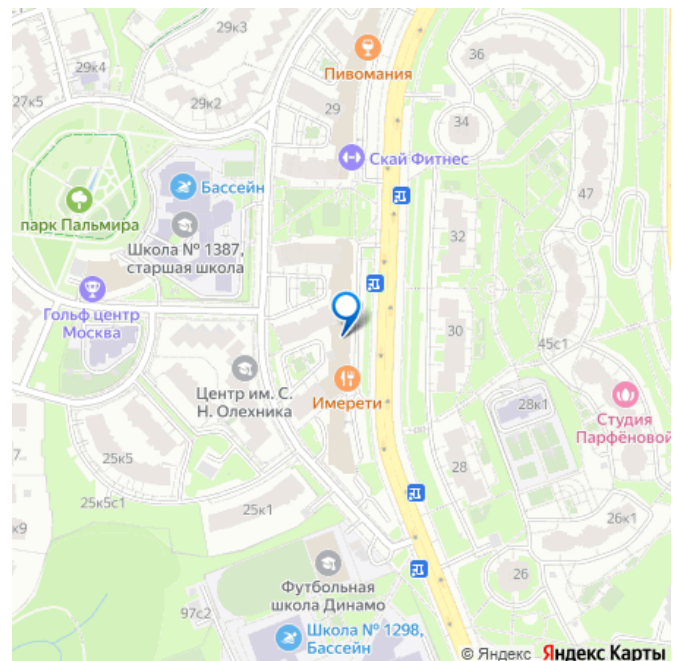 29к3
36
Пивомания
29к4
27к5
29к2
29
34
Скай Фитнес
Бассейн
47
парк Пальмира
Школа № 1387,
старшая школа
32
Гольф центр
Москва
30
45с1
Центр им. С.
Н. Олехника
Имерети
28к1
Студия
Парфёновой
7
25к5
28
25к5с1
25к1
26к1
к9
26
Футбольная
школа Динамо
97с2
Школа № 1298,
Бассейн
© Яндекс Яндекс Карты